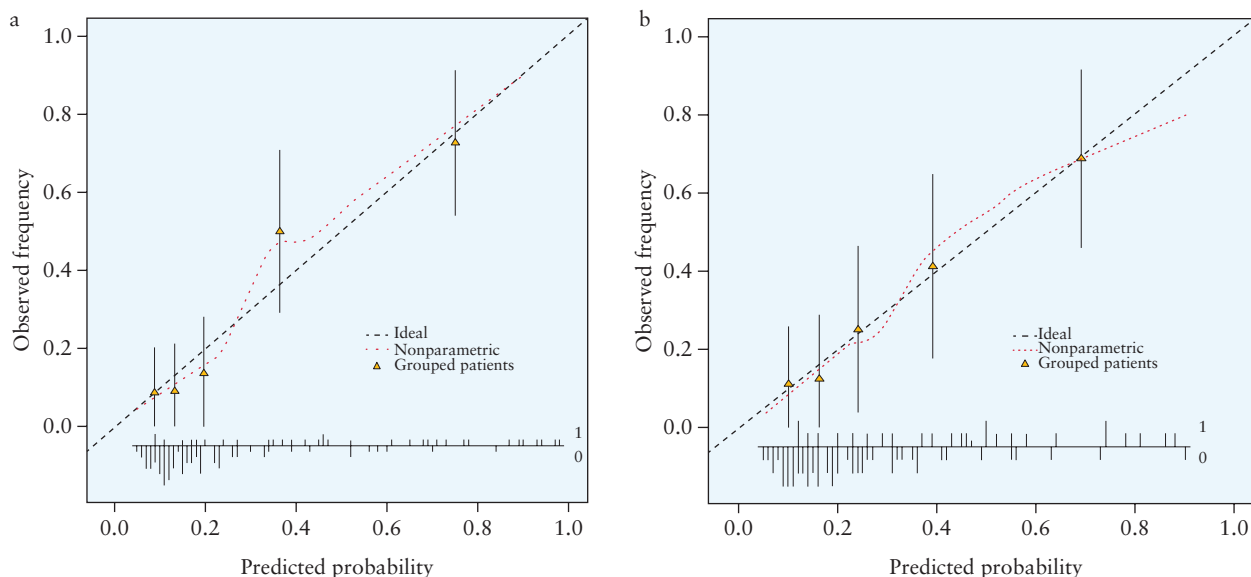 a
1.0
0.8
0.6
0.4
0.2
0.0
Observed frequency
Ideal
Nonparametric
Grouped patients
1
0
0.0 0.2 0.4 0.6 0.8 1.0
Predicted probability
b
1.0
0.8
0.6
0.4
0.2
0.0
Observed frequency
Ideal
Nonparametric
Grouped patients
1
0
0.0 0.2 0.4 0.6 0.8 1.0
Predicted probability